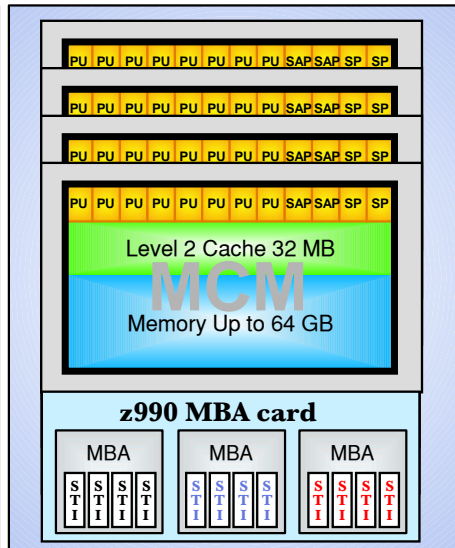 PU PU PU PU PU PU PU PU SAP SAP SP SP
PU PU PU PU PU PU PU PU SAP SAP SP SP
PU PU PU PU PU PU PU PU SAP SAP SP SP
PU PU PU PU PU PU PU PU SAP SAP SP SP
Level 2 Cache 32 MB
MCM
Memory Up to 64 GB
z990 MBA card
MBA MBA MBA
STI STI STI STI STI STI STI STI STI STI STI STI